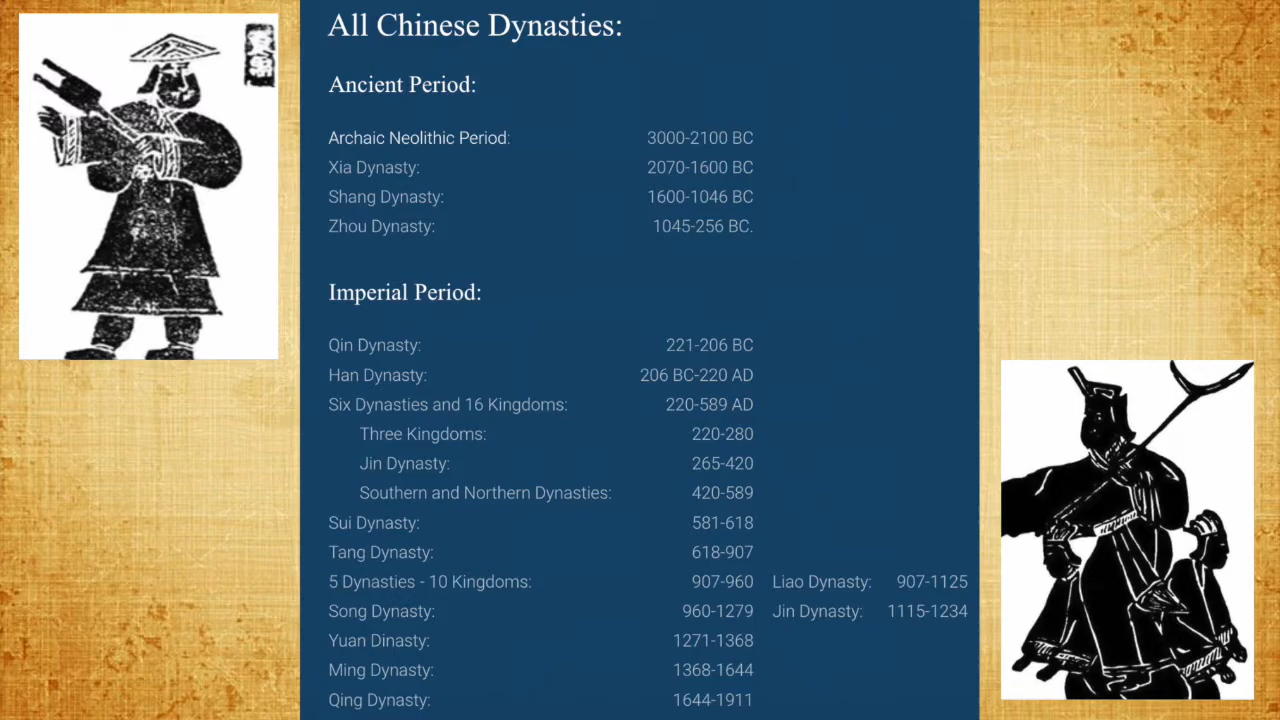 All Chinese Dynasties:
Ancient Period:
Archaic Neolithic Period: 3000-2100 BC
Xia Dynasty: 2070-1600 BC
Shang Dynasty: 1600-1046 BC
Zhou Dynasty: 1045-256 BC.
Imperial Period:
Qin Dynasty: 221-206 BC
Han Dynasty: 206 BC-220 AD
Six Dynasties and 16 Kingdoms: 220-589 AD
Three Kingdoms: 220-280
Jin Dynasty: 265-420
Southern and Northern Dynasties: 420-589
Sui Dynasty: 581-618
Tang Dynasty: 618-907
5 Dynasties - 10 Kingdoms: 907-960 Liao Dynasty: 907-1125
Song Dynasty: 960-1279 Jin Dynasty: 1115-1234
Yuan Dinasty: 1271-1368
Ming Dynasty: 1368-1644
Qing Dynasty: 1644-1911